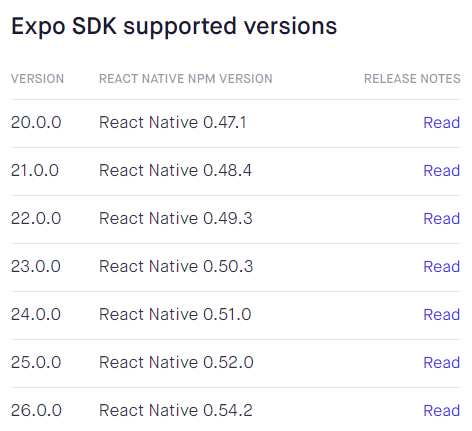 Expo SDK supported versions
VERSION REACT NATIVE NPM VERSION RELEASE NOTES
20.0.0 React Native 0.47.1 Read
21.0.0 React Native 0.48.4 Read
22.0.0 React Native 0.49.3 Read
23.0.0 React Native 0.50.3 Read
24.0.0 React Native 0.51.0 Read
25.0.0 React Native 0.52.0 Read
26.0.0 React Native 0.54.2 Read